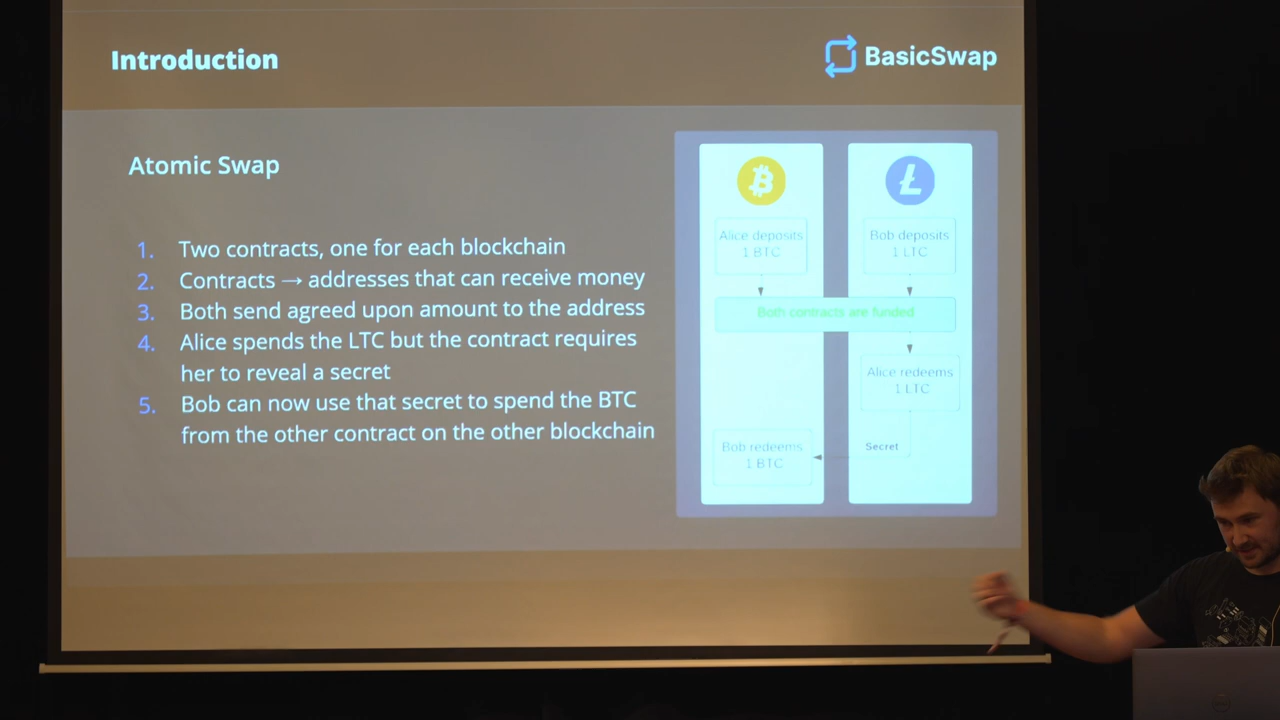 Introduction
BasicSwap
Atomic Swap
1. Two contracts, one for each blockchain
2. Contracts → addresses that can receive money
3. Both send agreed upon amount to the address
4. Alice spends the LTC but the contract requires
her to reveal a secret
5. Bob can now use that secret to spend the BTC
from the other contract on the other blockchain
Alice deposits
1 BTC
Bob deposits
1 LTC
Both contracts are funded
Alice redeems
1 LTC
Secret
Bob redeems
1 BTC